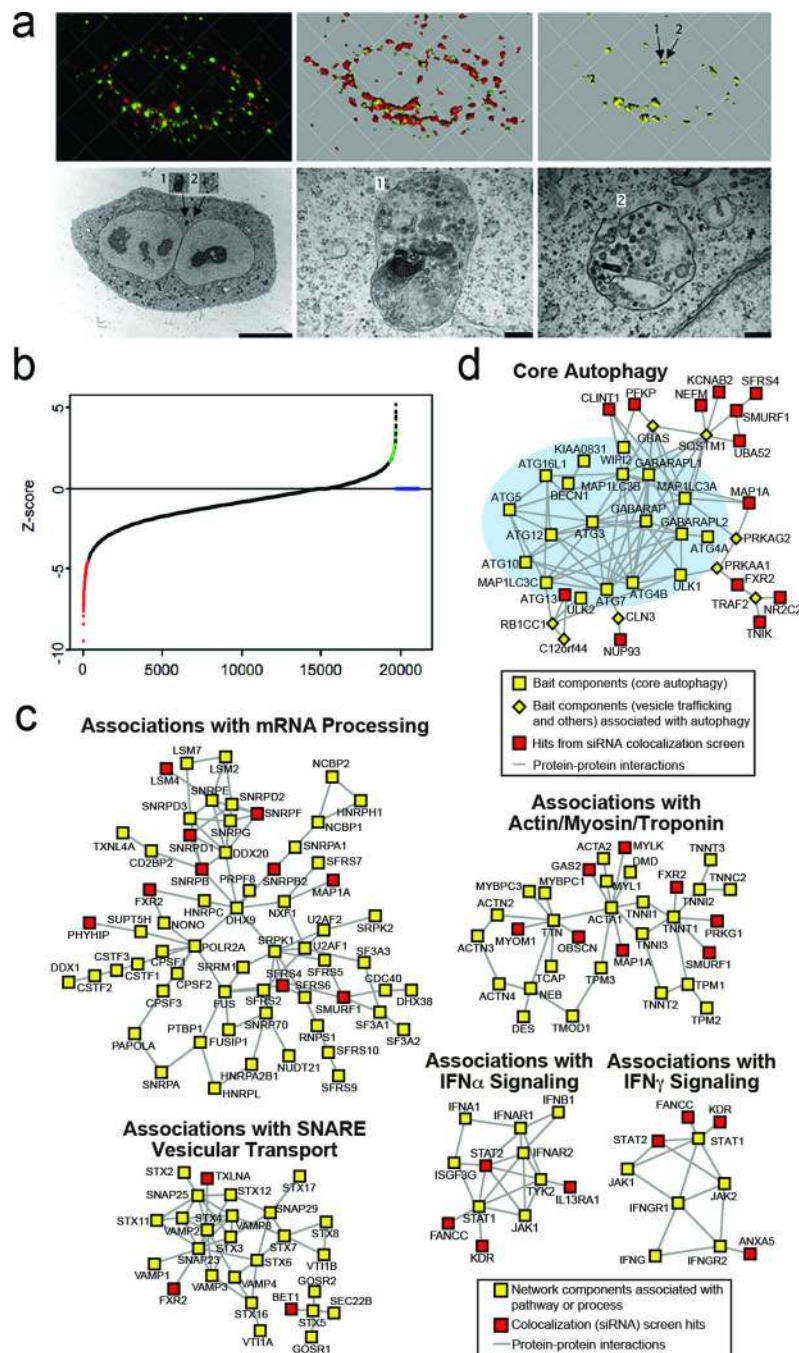 a
1 2
1 2
1
2
b
Z-score
5
0
-5
-10
0 5000 10000 15000 20000
c
Associations with mRNA Processing
LSM7
LSM2
LSM4
SNRPE
SNRPD2
SNRPD3
SNRPF
SNRPG
TXNL4A
SNRPD1
DDX20
CD2BP2
NCBP2
HNRPH1
NCBP1
SNRPA1
SFRS7
SNRPB
PRPF8
SNRPB2
MAP1A
FXR2
HNRPC
DHX9
NXF1
PHYHIP
SUPT5H
NONO
U2AF2
SRPK2
CSTF3
CPSF1
POLR2A
SRPK1
U2AF1
SF3A3
DDX1
CSTF1
CSTF2
CPSF2
SRRM1
SFRS4
SFRS5
CDC40
CPSF3
FUS
SFRS2
SFRS6
SMURF1
DHX38
PTBP1
SNRP70
SF3A1
PAPOLA
FUSIP1
RNPS1
SF3A2
NUDT21
SFRS10
SNRPA
HNRPA2B1
HNRPL
SFRS9
Associations with SNARE
Vesicular Transport
STX2
TXLNA
STX17
SNAP25
STX12
SNAP29
STX11
STX4
VAMP8
STX8
VAMP2
STX3
STX7
SNAP23
STX6
VTI1B
VAMP1
VAMP3
VAMP4
GOSR2
FXR2
BET1
SEC22B
STX16
STX5
VTI1A
GOSR1
d
Core Autophagy
KCNAB2
PFKP
NEFM
SFRS4
CLINT1
GBAS
SMURF1
KIAA0831
SQSTM1
WIPI2
UBA52
ATG16L1
GABARAPL1
BECN1
MAP1LC3B
MAP1LC3A
MAP1A
ATG5
GABARAP
ATG12
ATG3
GABARAPL2
PRKAG2
ATG4A
ATG10
PRKAA1
MAP1LC3C
FXR2
ATG13
ULK2
ATG7
ATG4B
ULK1
TRAF2
NR2C2
RB1CC1
CLN3
TNIK
C12orf44
NUP93
Bait components (core autophagy)
Bait components (vesicle trafficking
and others) associated with autophagy
Hits from siRNA colocalization screen
Protein-protein interactions
Associations with
Actin/Myosin/Troponin
ACTA2
MYLK
TNNT3
GAS2
DMD
FXR2
MYBPC1
MYL1
TNNC2
MYBPC3
TNNI2
ACTN2
TTN
ACTA1
TNNI1
TNNT1
PRKG1
ACTN3
MYOM1
OBSCN
TNNI3
MAP1A
SMURF1
TCAP
TPM3
ACTN4
NEB
TPM1
TNNT2
DES
TMOD1
TPM2
Associations with
IFNα Signaling
IFNA1
IFNB1
IFNAR1
STAT2
IFNAR2
ISGF3G
TYK2
IL13RA1
STAT1
JAK1
FANCC
KDR
Associations with
IFNγ Signaling
FANCC
KDR
STAT2
STAT1
JAK1
JAK2
IFNGR1
ANXA5
IFNG
IFNGR2
Network components associated with
pathway or process
Colocalization (siRNA) screen hits
Protein-protein interactions